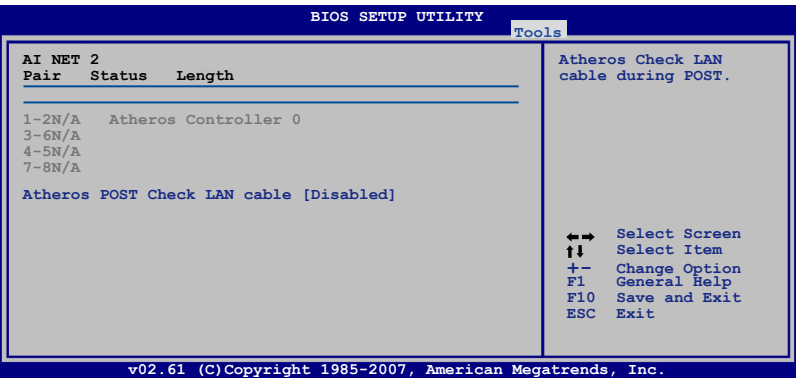 BIOS SETUP UTILITY
Tools
AI NET 2
Pair Status Length
1-2N/A Atheros Controller 0
3-6N/A
4-5N/A
7-8N/A
Atheros POST Check LAN cable [Disabled]
Atheros Check LAN
cable during POST.
←→ Select Screen
↑↓ Select Item
+- Change Option
F1 General Help
F10 Save and Exit
ESC Exit
v02.61 (C)Copyright 1985-2007, American Megatrends, Inc.